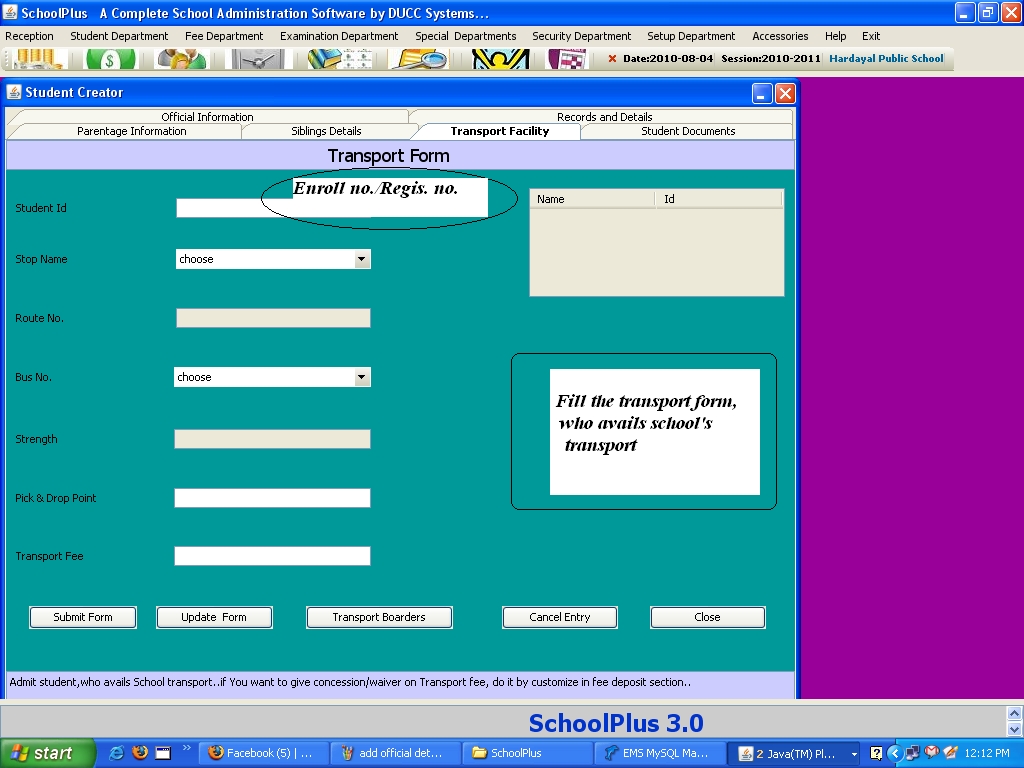 SchoolPlus A Complete School Administration Software by DUCC Systems...
Reception Student Department Fee Department Examination Department Special Departments Security Department Setup Department Accessories Help Exit
Date:2010-08-04 Session:2010-2011 Hardayal Public School
Student Creator
Official Information Records and Details
Parentage Information Siblings Details Transport Facility Student Documents
Transport Form
Enroll no./Regis. no.
Student Id
Name Id
Stop Name choose
Route No.
Bus No. choose
Fill the transport form,
who avails school's
transport
Strength
Pick & Drop Point
Transport Fee
Submit Form Update Form Transport Boarders Cancel Entry Close
Admit student,who avails School transport..if You want to give concession/waiver on Transport fee, do it by customize in fee deposit section..
SchoolPlus 3.0
start Facebook (5) | ... add official det... SchoolPlus EMS MySQL Ma... 2 Java(TM) Pl... 12:12 PM